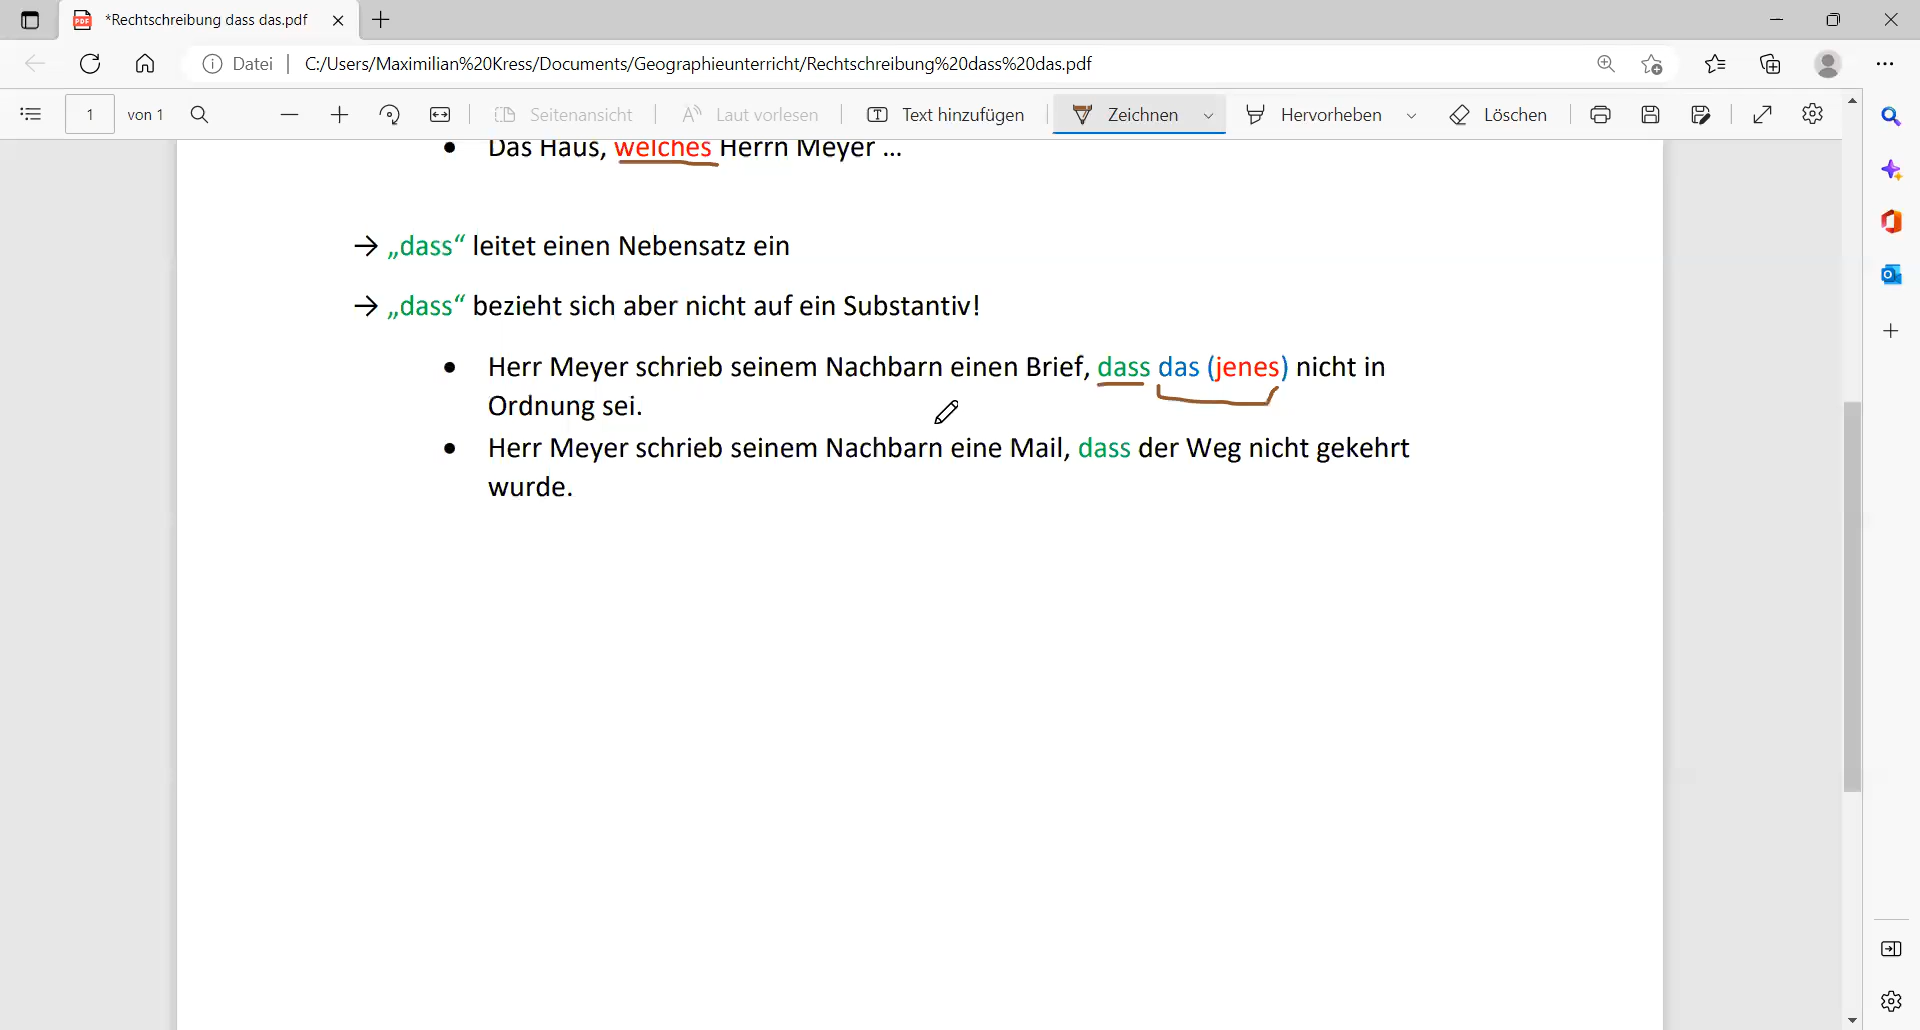 *Rechtschreibung dass das.pdf
Datei | C:/Users/Maximilian%20Kress/Documents/Geographieunterricht/Rechtschreibung%20dass%20das.pdf
1 von 1 Seitenansicht Laut vorlesen Text hinzufügen Zeichnen Hervorheben Löschen
• Das Haus, welches Herrn Meyer ...
→ „dass“ leitet einen Nebensatz ein
→ „dass“ bezieht sich aber nicht auf ein Substantiv!
• Herr Meyer schrieb seinem Nachbarn einen Brief, dass das (jenes) nicht in
Ordnung sei.
• Herr Meyer schrieb seinem Nachbarn eine Mail, dass der Weg nicht gekehrt
wurde.